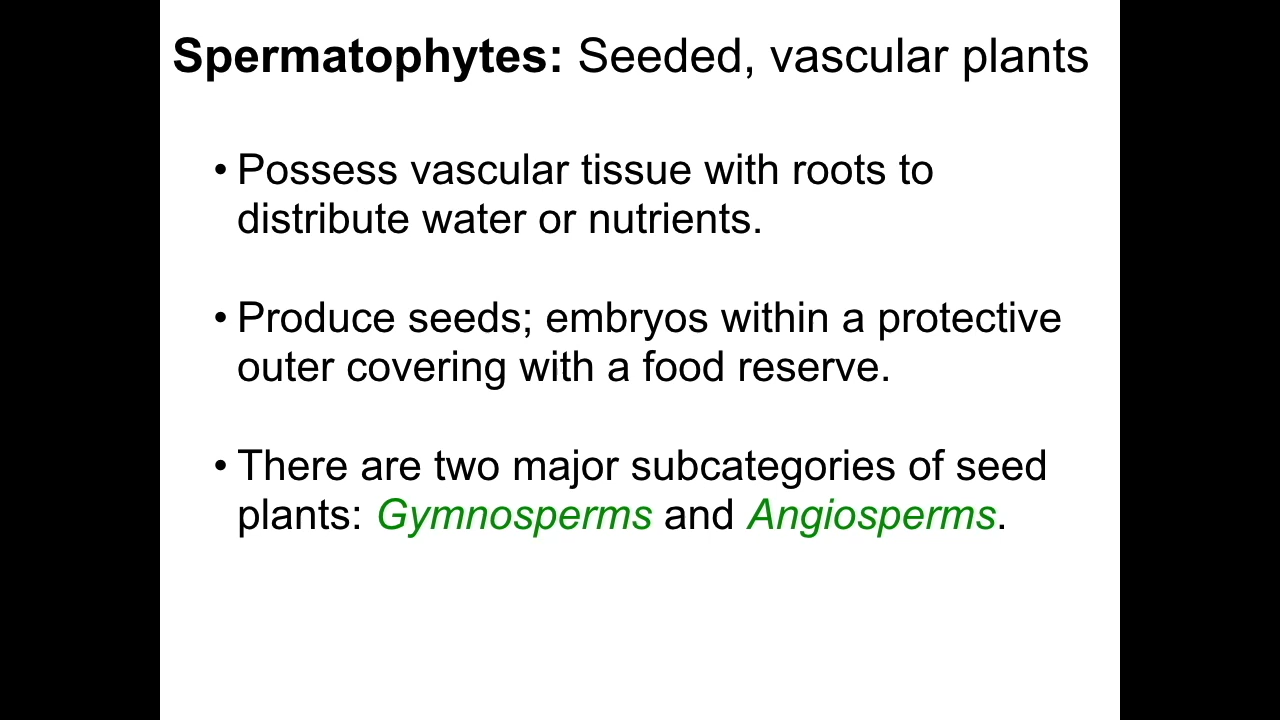 Spermatophytes: Seeded, vascular plants
• Possess vascular tissue with roots to
distribute water or nutrients.
• Produce seeds; embryos within a protective
outer covering with a food reserve.
• There are two major subcategories of seed
plants: Gymnosperms and Angiosperms.